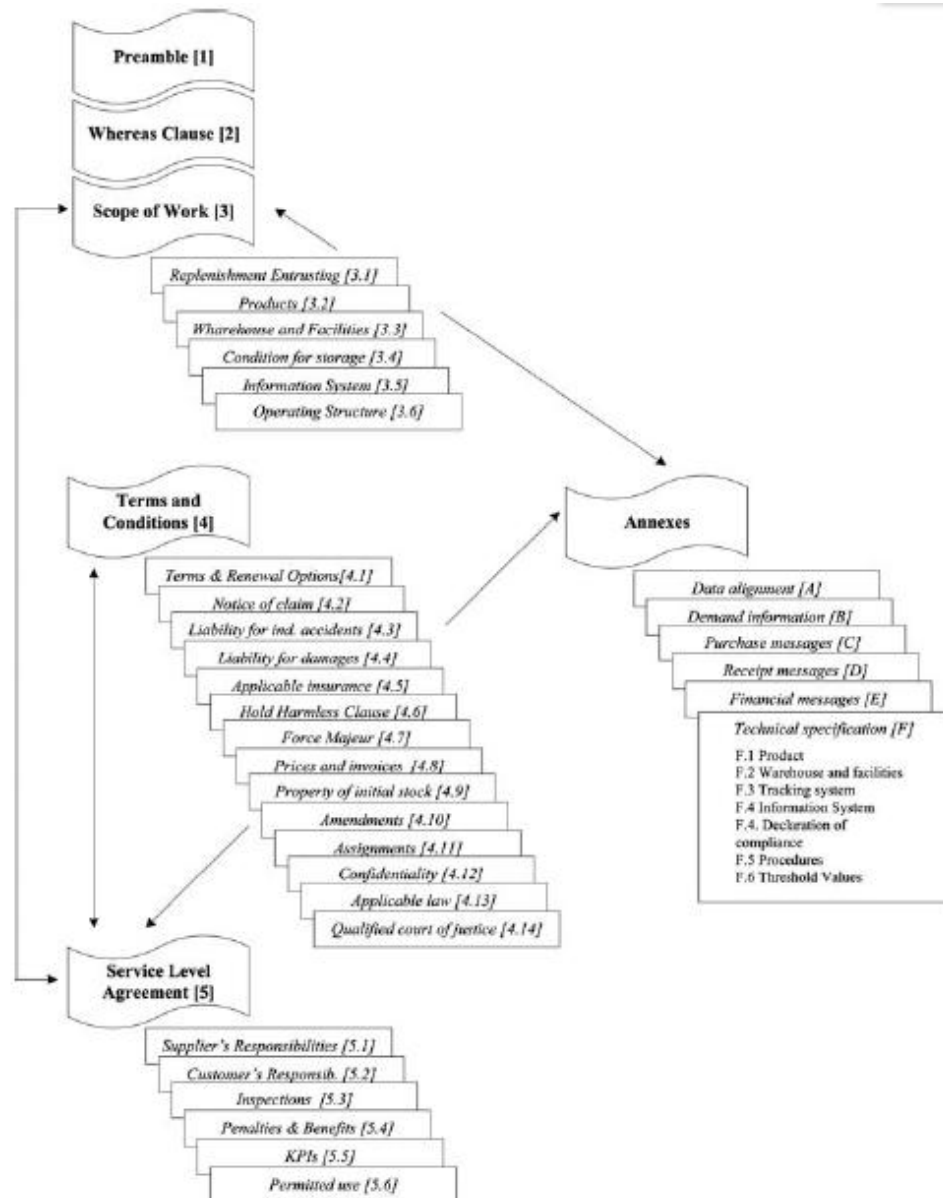 Preamble [1]
Whereas Clause [2]
Scope of Work [3]
Replenishment Entrusting [3.1]
Products [3.2]
Wharehouse and Facilities [3.3]
Condition for storage [3.4]
Information System [3.5]
Operating Structure [3.6]
Terms and
Conditions [4]
Terms & Renewal Options[4.1]
Notice of claim [4.2]
Liability for ind. accidents [4.3]
Liability for damages [4.4]
Applicable insurance [4.5]
Hold Harmless Clause [4.6]
Force Majeur [4.7]
Prices and invoices [4.8]
Property of initial stock [4.9]
Amendments [4.10]
Assignments [4.11]
Confidentiality [4.12]
Applicable law [4.13]
Qualified court of justice [4.14]
Annexes
Data alignment [A]
Demand information [B]
Purchase messages [C]
Receipt messages [D]
Financial messages [E]
Technical specification [F]
F.1 Product
F.2 Warehouse and facilities
F.3 Tracking system
F.4 Information System
F.4. Declaration of
compliance
F.5 Procedures
F.6 Threshold Values
Service Level
Agreement [5]
Supplier's Responsibilities [5.1]
Customer's Responsib. [5.2]
Inspections [5.3]
Penalties & Benefits [5.4]
KPIs [5.5]
Permitted use [5.6]